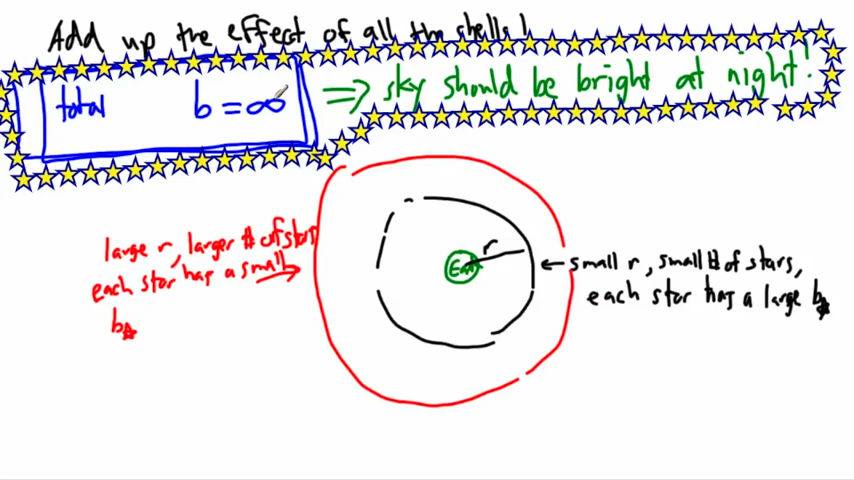 Add up the effect of all the shells!
total b = ∞ ⇒ sky should be bright at night!
large r, larger # of stars
each star has a small
b☆
Ear
r
small r, small # of stars,
each star has a large b☆